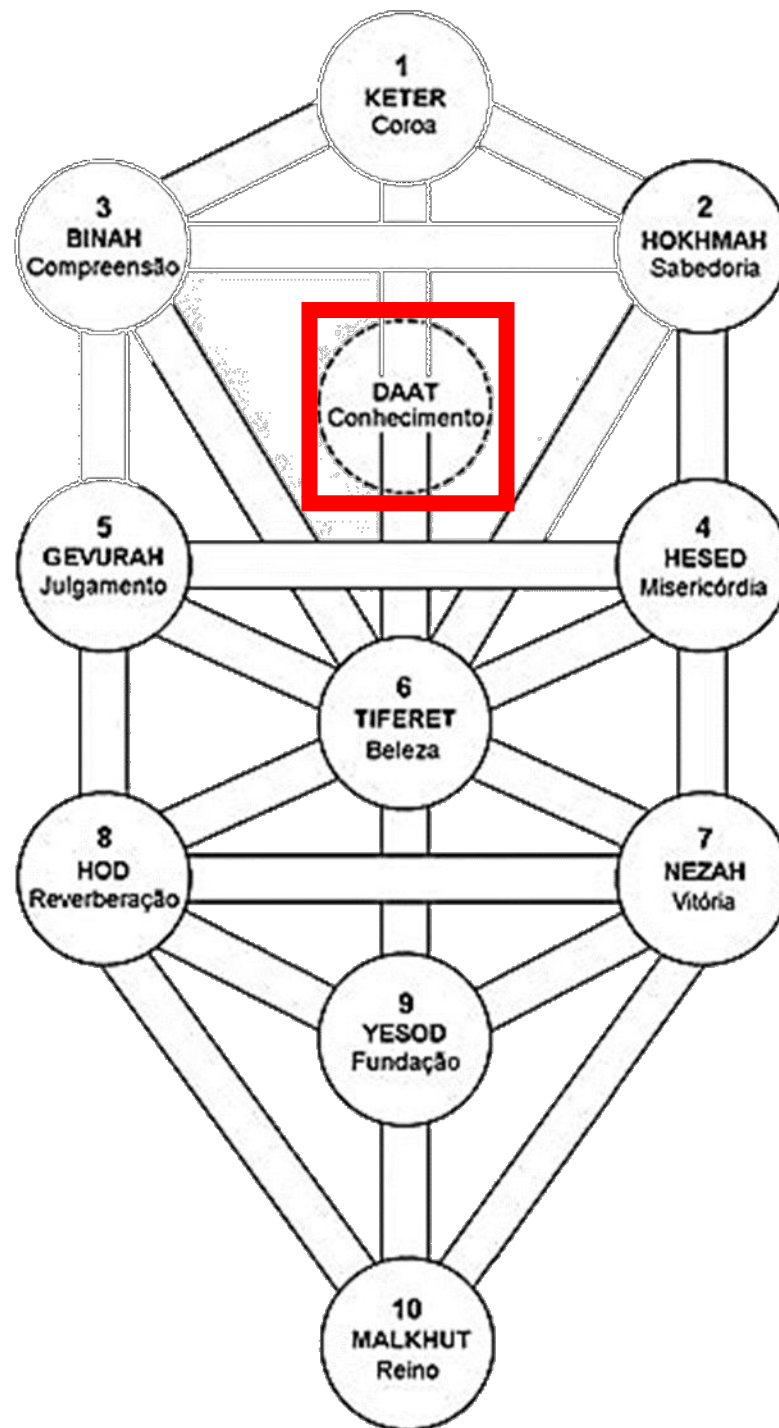 1
KETER
Coroa
3
BINAH
Compreensão
2
HOKHMAH
Sabedoria
DAAT
Conhecimento
5
GEVURAH
Julgamento
4
HESED
Misericórdia
6
TIFERET
Beleza
8
HOD
Reverberação
7
NEZAH
Vitória
9
YESOD
Fundação
10
MALKHUT
Reino